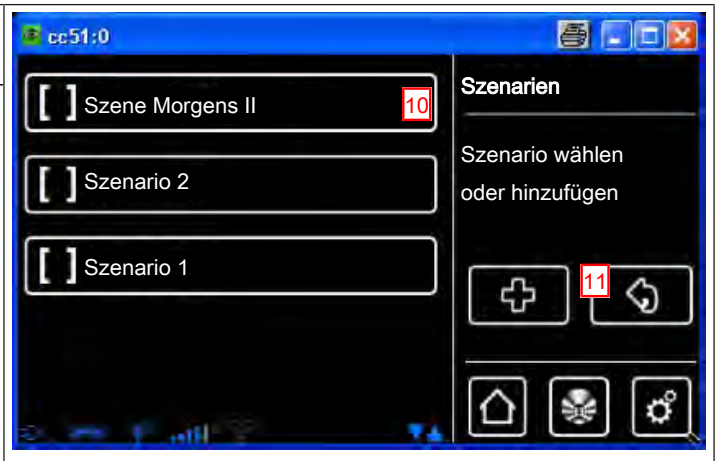 cc51:0
Szene Morgens II 10
Szenario 2
Szenario 1
Szenarien
Szenario wählen
oder hinzufügen
11